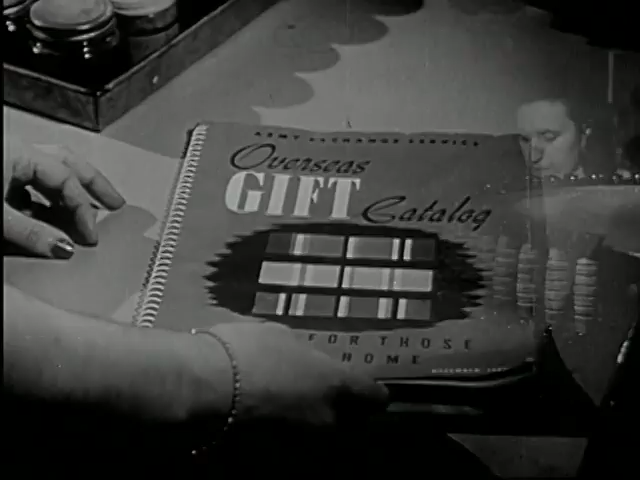 ARMY EXCHANGE SERVICE
Overseas
GIFT Catalog
FOR THOSE
HOME